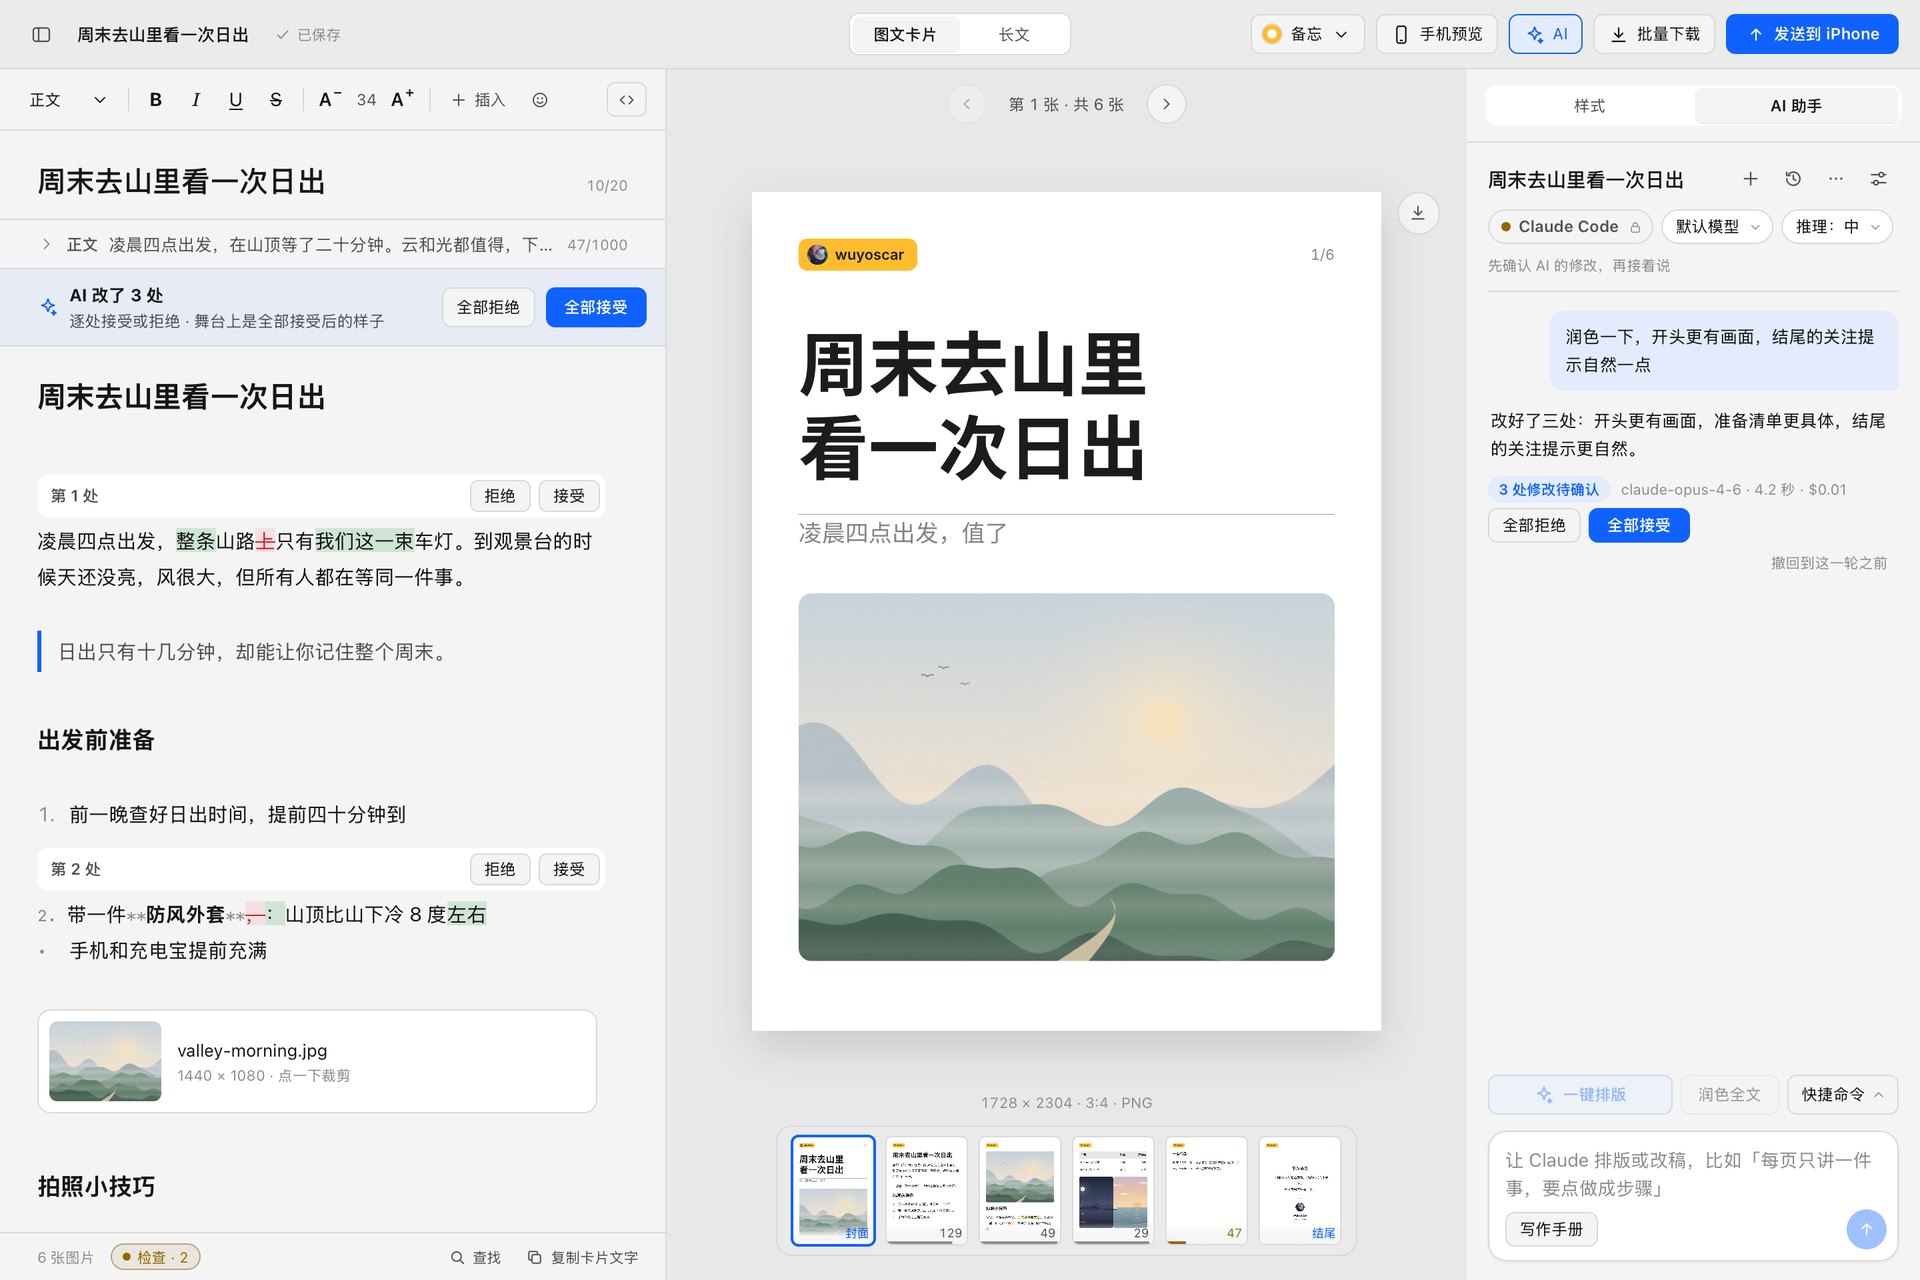 周末去山里看一次日出
已保存
图文卡片
长文
备忘
手机预览
AI
批量下载
发送到 iPhone
正文
B
I
U
S
A−
34
A+
插入
第 1 张 · 共 6 张
样式
AI 助手
周末去山里看一次日出
10/20
正文 凌晨四点出发，在山顶等了二十分钟。云和光都值得，下... 47/1000
AI 改了 3 处
逐处接受或拒绝 · 舞台上是全部接受后的样子
全部拒绝
全部接受
周末去山里看一次日出
第 1 处
拒绝
接受
凌晨四点出发，整条山路上只有我们这一束车灯。到观景台的时
候天还没亮，风很大，但所有人都在等同一件事。
日出只有十几分钟，却能让你记住整个周末。
出发前准备
1. 前一晚查好日出时间，提前四十分钟到
第 2 处
拒绝
接受
2. 带一件**防风外套**，：山顶比山下冷 8 度左右
• 手机和充电宝提前充满
valley-morning.jpg
1440 × 1080 · 点一下裁剪
拍照小技巧
6 张图片
检查 · 2
查找
复制卡片文字
wuyoscar
1/6
周末去山里
看一次日出
凌晨四点出发，值了
1728 × 2304 · 3:4 · PNG
周末去山里
看一次日出
封面
周末去山里看一次日出
129
49
29
47
结尾
周末去山里看一次日出
Claude Code
默认模型
推理：中
先确认 AI 的修改，再接着说
润色一下，开头更有画面，结尾的关注提
示自然一点
改好了三处：开头更有画面，准备清单更具体，结尾
的关注提示更自然。
3 处修改待确认
claude-opus-4-6 · 4.2 秒 · $0.01
全部拒绝
全部接受
撤回到这一轮之前
一键排版
润色全文
快捷命令
让 Claude 排版或改稿，比如「每页只讲一件
事，要点做成步骤」
写作手册